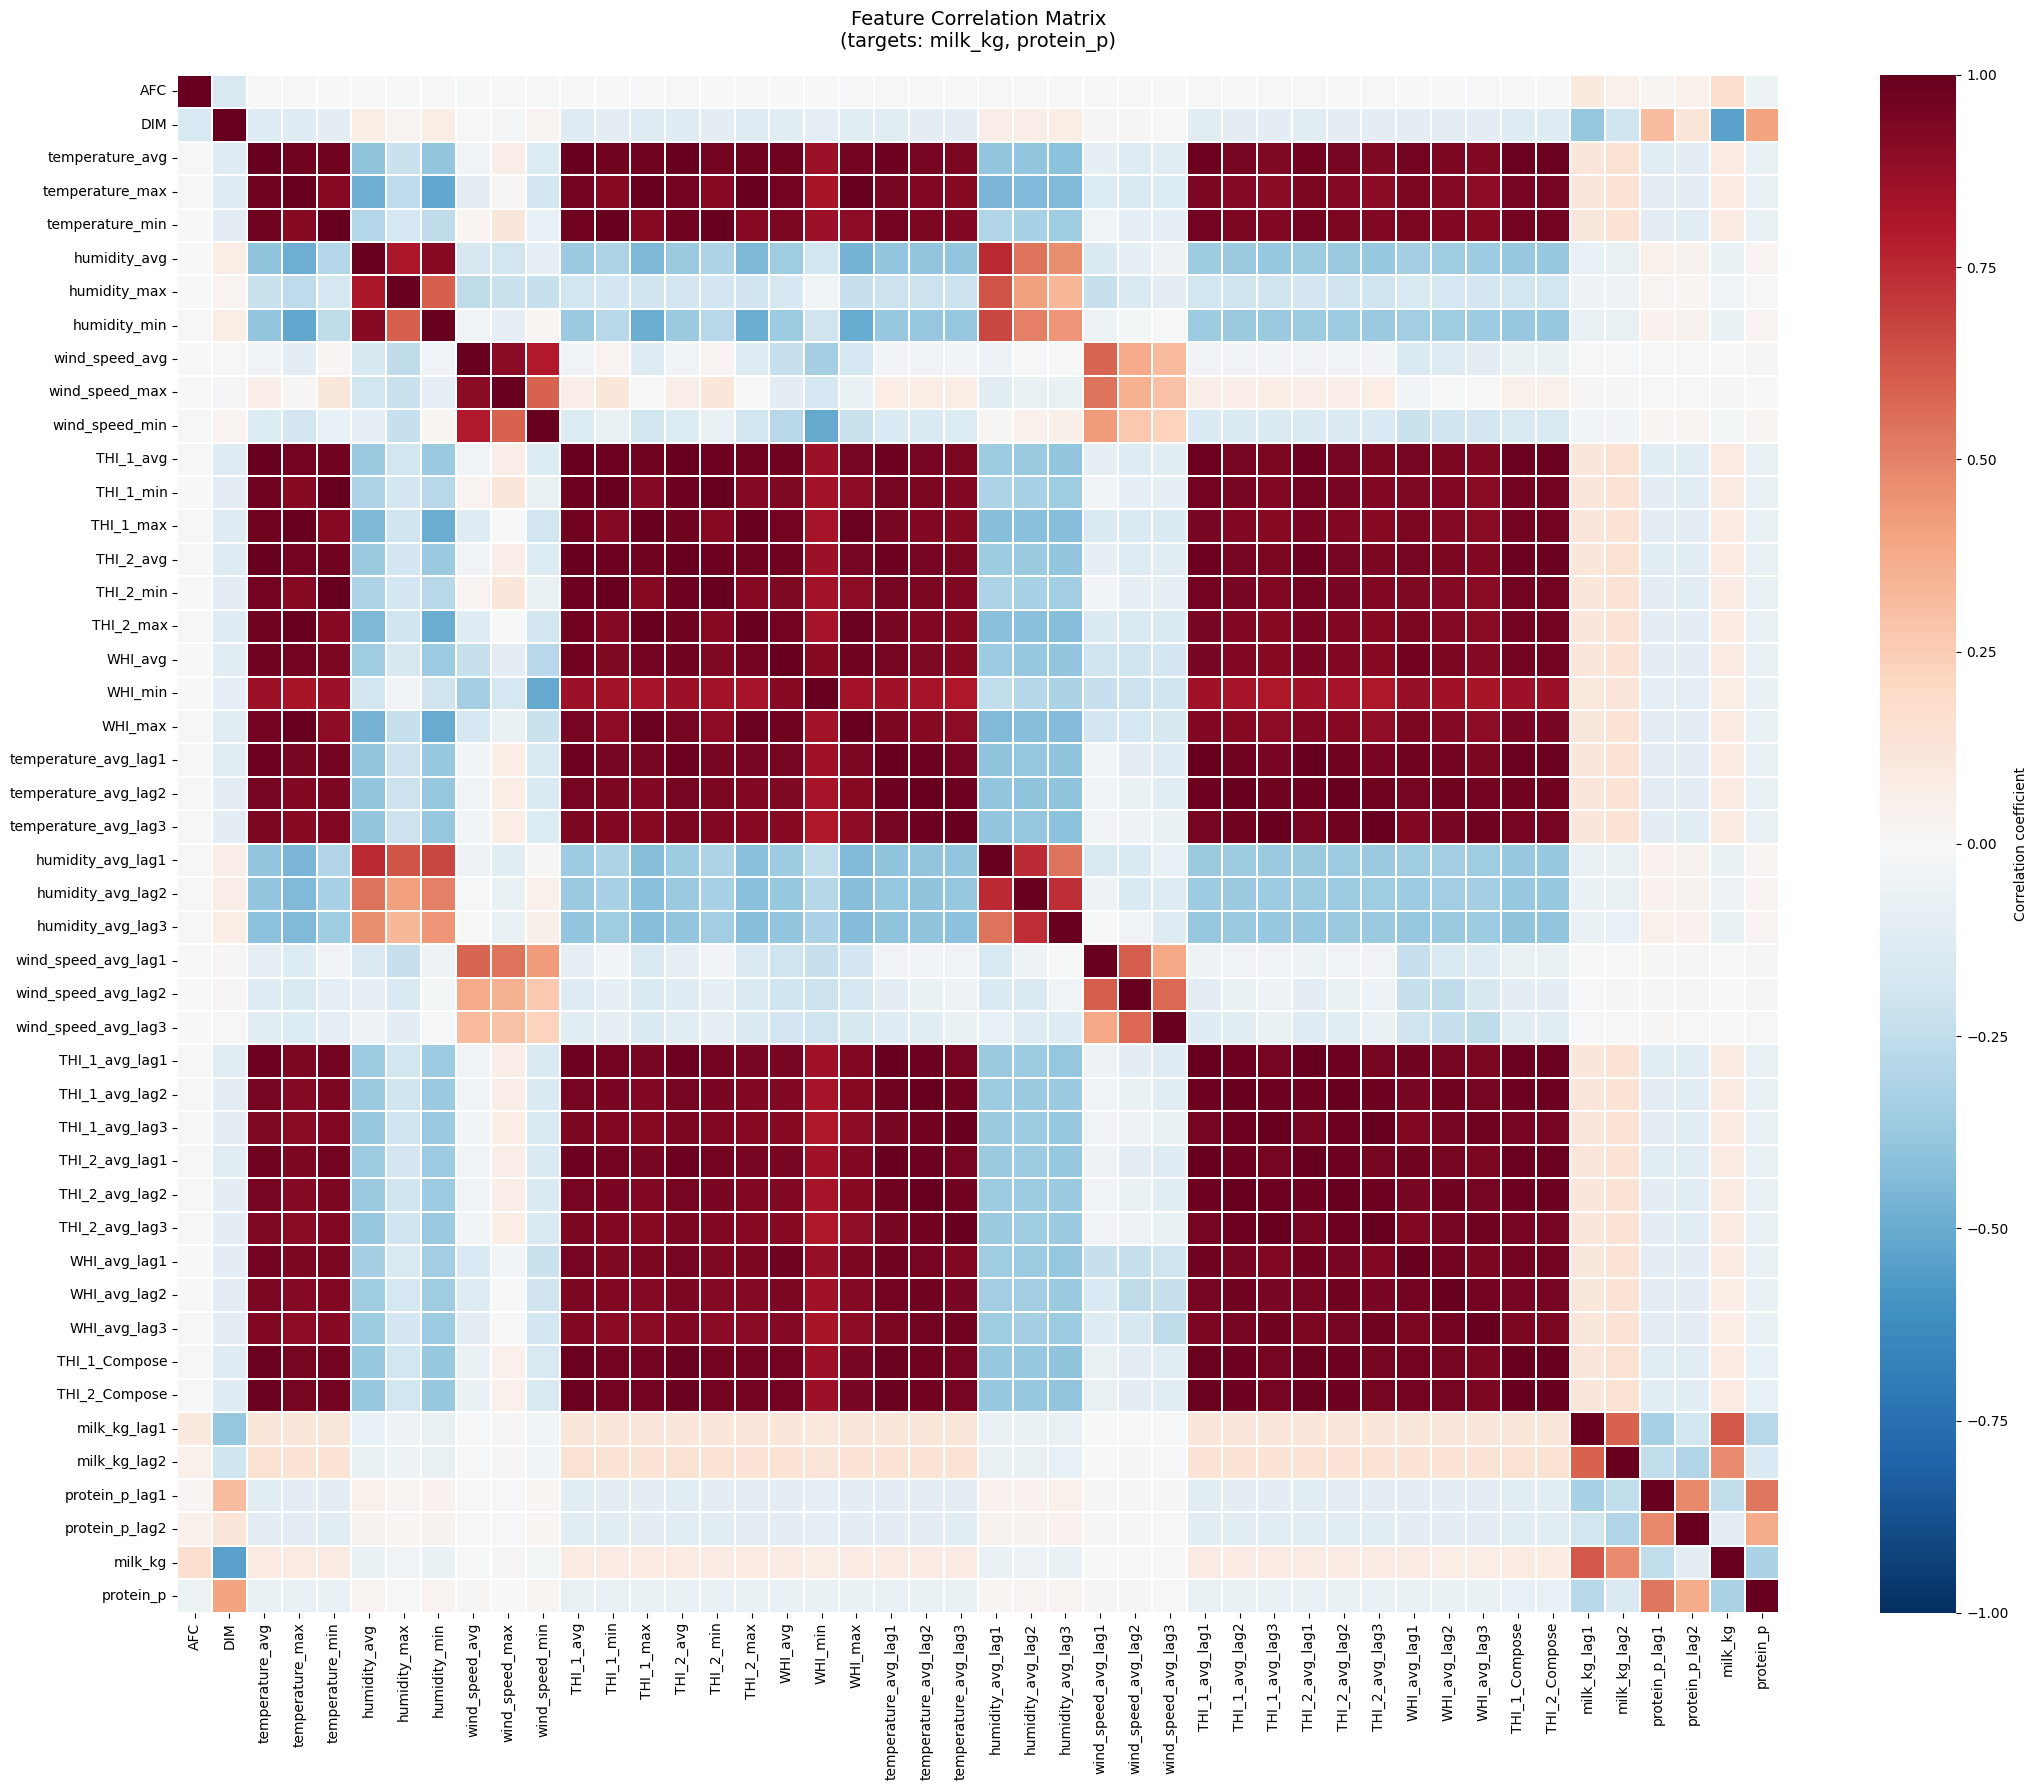 Feature Correlation Matrix
(targets: milk_kg, protein_p)
AFC
DIM
temperature_avg
temperature_max
temperature_min
humidity_avg
humidity_max
humidity_min
wind_speed_avg
wind_speed_max
wind_speed_min
THI_1_avg
THI_1_min
THI_1_max
THI_2_avg
THI_2_min
THI_2_max
WHI_avg
WHI_min
WHI_max
temperature_avg_lag1
temperature_avg_lag2
temperature_avg_lag3
humidity_avg_lag1
humidity_avg_lag2
humidity_avg_lag3
wind_speed_avg_lag1
wind_speed_avg_lag2
wind_speed_avg_lag3
THI_1_avg_lag1
THI_1_avg_lag2
THI_1_avg_lag3
THI_2_avg_lag1
THI_2_avg_lag2
THI_2_avg_lag3
WHI_avg_lag1
WHI_avg_lag2
WHI_avg_lag3
THI_1_Compose
THI_2_Compose
milk_kg_lag1
milk_kg_lag2
protein_p_lag1
protein_p_lag2
milk_kg
protein_p
AFC
DIM
temperature_avg
temperature_max
temperature_min
humidity_avg
humidity_max
humidity_min
wind_speed_avg
wind_speed_max
wind_speed_min
THI_1_avg
THI_1_min
THI_1_max
THI_2_avg
THI_2_min
THI_2_max
WHI_avg
WHI_min
WHI_max
temperature_avg_lag1
temperature_avg_lag2
temperature_avg_lag3
humidity_avg_lag1
humidity_avg_lag2
humidity_avg_lag3
wind_speed_avg_lag1
wind_speed_avg_lag2
wind_speed_avg_lag3
THI_1_avg_lag1
THI_1_avg_lag2
THI_1_avg_lag3
THI_2_avg_lag1
THI_2_avg_lag2
THI_2_avg_lag3
WHI_avg_lag1
WHI_avg_lag2
WHI_avg_lag3
THI_1_Compose
THI_2_Compose
milk_kg_lag1
milk_kg_lag2
protein_p_lag1
protein_p_lag2
milk_kg
protein_p
1.00
0.75
0.50
0.25
0.00
−0.25
−0.50
−0.75
−1.00
Correlation coefficient